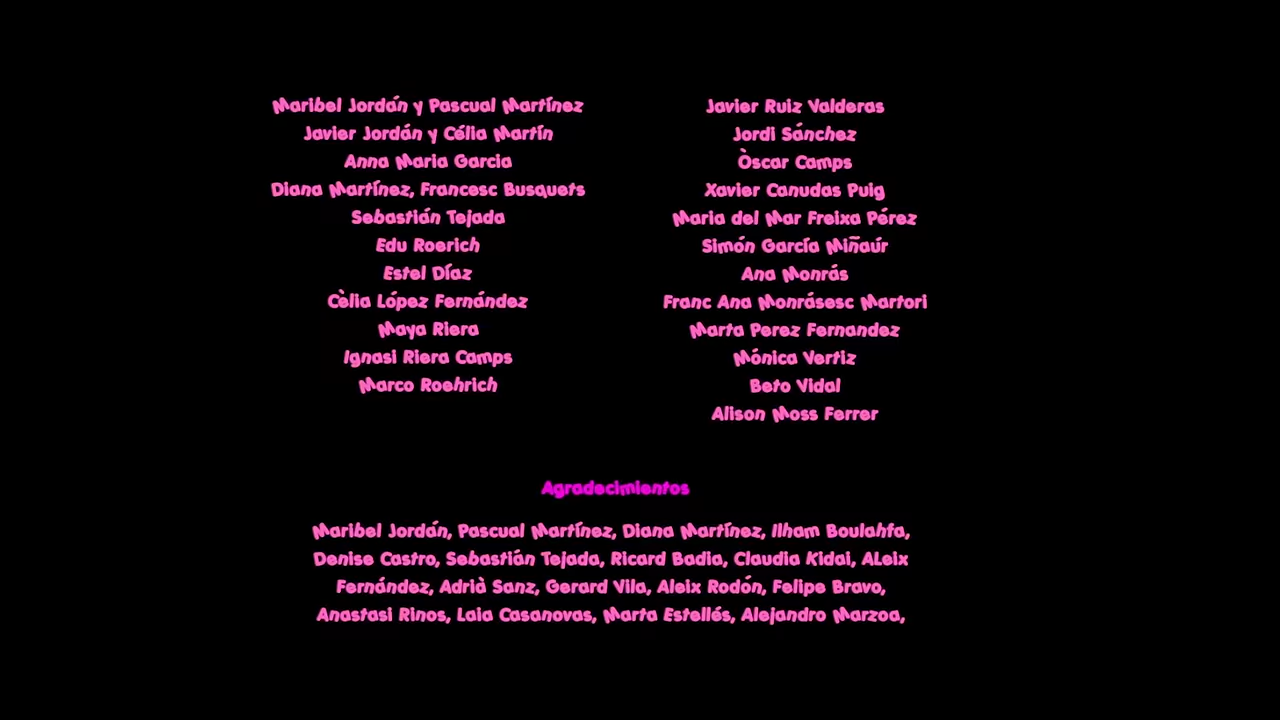 Maribel Jordán y Pascual Martínez
Javier Jordán y Célia Martín
Anna Maria Garcia
Diana Martínez, Francesc Busquets
Sebastián Tejada
Edu Roerich
Estel Díaz
Cèlia López Fernández
Maya Riera
Ignasi Riera Camps
Marco Roehrich
Javier Ruiz Valderas
Jordi Sánchez
Òscar Camps
Xavier Canudas Puig
Maria del Mar Freixa Pérez
Simón García Miñaúr
Ana Monrás
Franc Ana Monrásesc Martori
Marta Perez Fernandez
Mónica Vertiz
Beto Vidal
Alison Moss Ferrer
Agradecimientos
Maribel Jordán, Pascual Martínez, Diana Martínez, Ilham Boulahfa,
Denise Castro, Sebastián Tejada, Ricard Badia, Claudia Kidai, ALeix
Fernández, Adrià Sanz, Gerard Vila, Aleix Rodón, Felipe Bravo,
Anastasi Rinos, Laia Casanovas, Marta Estellés, Alejandro Marzoa,